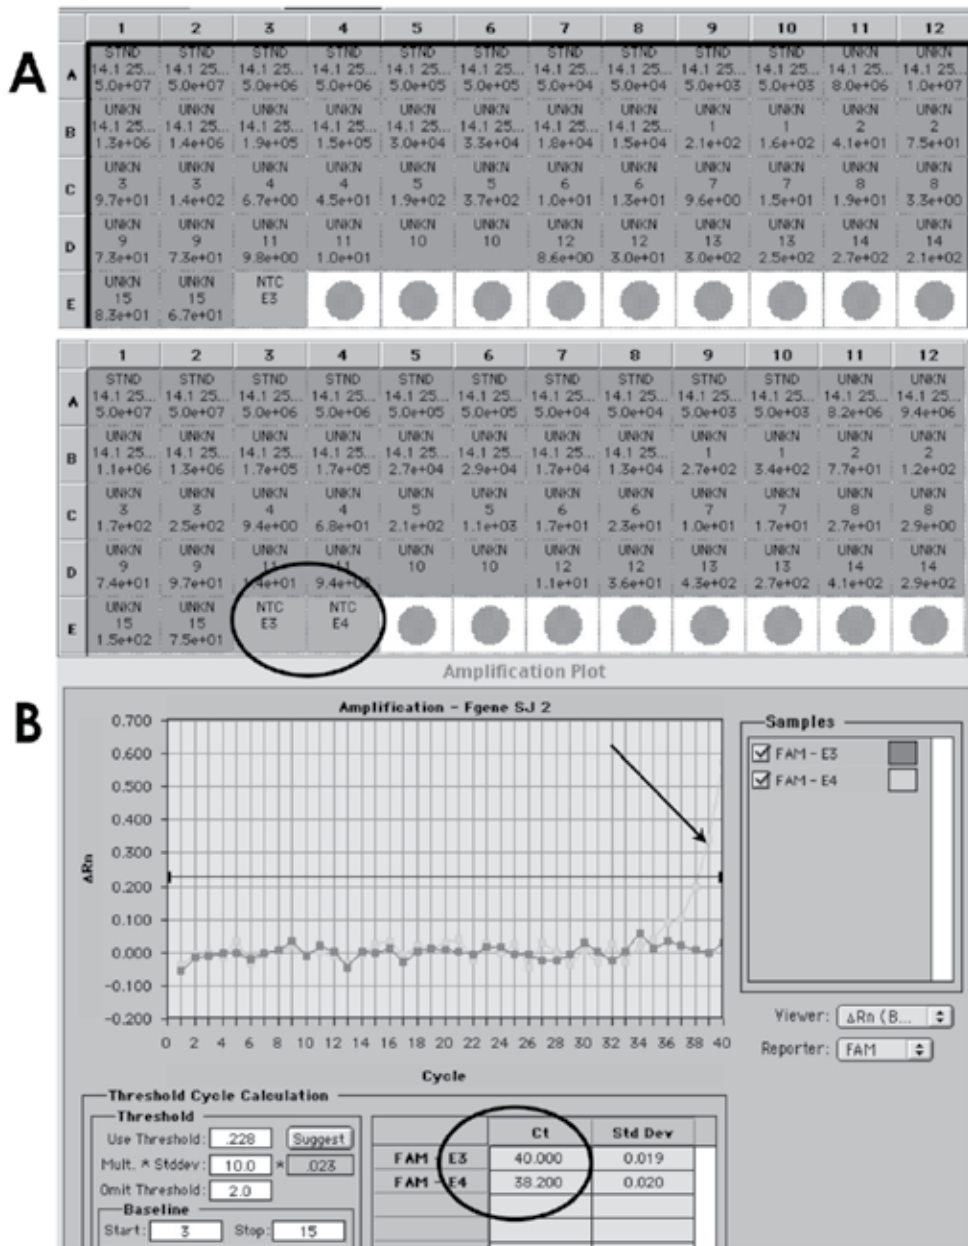 A
1 2 3 4 5 6 7 8 9 10 11 12
A
STND STND STND STND STND STND STND STND STND STND UNKN UNKN
14.1 25... 14.1 25... 14.1 25... 14.1 25... 14.1 25... 14.1 25... 14.1 25... 14.1 25... 14.1 25... 14.1 25... 14.1 25... 14.1 25...
5.0e+07 5.0e+07 5.0e+06 5.0e+06 5.0e+05 5.0e+05 5.0e+04 5.0e+04 5.0e+03 5.0e+03 8.0e+06 1.0e+07
B
UNKN UNKN UNKN UNKN UNKN UNKN UNKN UNKN UNKN UNKN UNKN UNKN
14.1 25... 14.1 25... 14.1 25... 14.1 25... 14.1 25... 14.1 25... 14.1 25... 14.1 25... 1 1 2 2
1.3e+06 1.4e+06 1.9e+05 1.5e+05 3.0e+04 3.3e+04 1.8e+04 1.5e+04 2.1e+02 1.6e+02 4.1e+01 7.5e+01
C
UNKN UNKN UNKN UNKN UNKN UNKN UNKN UNKN UNKN UNKN UNKN UNKN
3 3 4 4 5 5 6 6 7 7 8 8
9.7e+01 1.4e+02 6.7e+00 4.5e+01 1.9e+02 3.7e+02 1.0e+01 1.3e+01 9.6e+00 1.5e+01 1.9e+01 3.3e+00
D
UNKN UNKN UNKN UNKN UNKN UNKN UNKN UNKN UNKN UNKN UNKN UNKN
9 9 11 11 10 10 12 12 13 13 14 14
7.3e+01 7.3e+01 9.8e+00 1.0e+01 8.6e+00 3.0e+01 3.0e+02 2.5e+02 2.7e+02 2.1e+02
E
UNKN UNKN NTC
15 15 E3
8.3e+01 6.7e+01
1 2 3 4 5 6 7 8 9 10 11 12
A
STND STND STND STND STND STND STND STND STND STND UNKN UNKN
14.1 25... 14.1 25... 14.1 25... 14.1 25... 14.1 25... 14.1 25... 14.1 25... 14.1 25... 14.1 25... 14.1 25... 14.1 25... 14.1 25...
5.0e+07 5.0e+07 5.0e+06 5.0e+06 5.0e+05 5.0e+05 5.0e+04 5.0e+04 5.0e+03 5.0e+03 8.2e+06 9.4e+06
B
UNKN UNKN UNKN UNKN UNKN UNKN UNKN UNKN UNKN UNKN UNKN UNKN
14.1 25... 14.1 25... 14.1 25... 14.1 25... 14.1 25... 14.1 25... 14.1 25... 14.1 25... 1 1 2 2
1.1e+06 1.3e+06 1.7e+05 1.7e+05 2.7e+04 2.9e+04 1.7e+04 1.3e+04 2.7e+02 3.4e+02 7.7e+01 1.2e+02
C
UNKN UNKN UNKN UNKN UNKN UNKN UNKN UNKN UNKN UNKN UNKN UNKN
3 3 4 4 5 5 6 6 7 7 8 8
1.7e+02 2.5e+02 9.4e+00 6.8e+01 2.1e+02 1.1e+03 1.7e+01 2.3e+01 1.0e+01 1.7e+01 2.7e+01 2.9e+00
D
UNKN UNKN UNKN UNKN UNKN UNKN UNKN UNKN UNKN UNKN UNKN UNKN
9 9 11 11 10 10 12 12 13 13 14 14
7.4e+01 9.7e+01 1.1e+01 3.6e+01 4.3e+02 2.7e+02 4.1e+02 2.9e+02
E
UNKN UNKN NTC NTC
15 15 E3 E4
1.5e+02 7.5e+01
Amplification Plot
B
Amplification - Fgene SJ 2
0.700
0.600
0.500
0.400
0.300
0.200
0.100
0.000
-0.100
-0.200
ΔRn
0 2 4 6 8 10 12 14 16 18 20 22 24 26 28 30 32 34 36 38 40
Cycle
Samples
FAM - E3
FAM - E4
Viewer: ΔRn (B...
Reporter: FAM
Threshold Cycle Calculation
Threshold
Use Threshold: .228 Suggest
Mult. * Stddev: 10.0 * .023
Omit Threshold: 2.0
Baseline
Start: 3 Stop: 15
Ct Std Dev
FAM - E3 40.000 0.019
FAM - E4 38.200 0.020